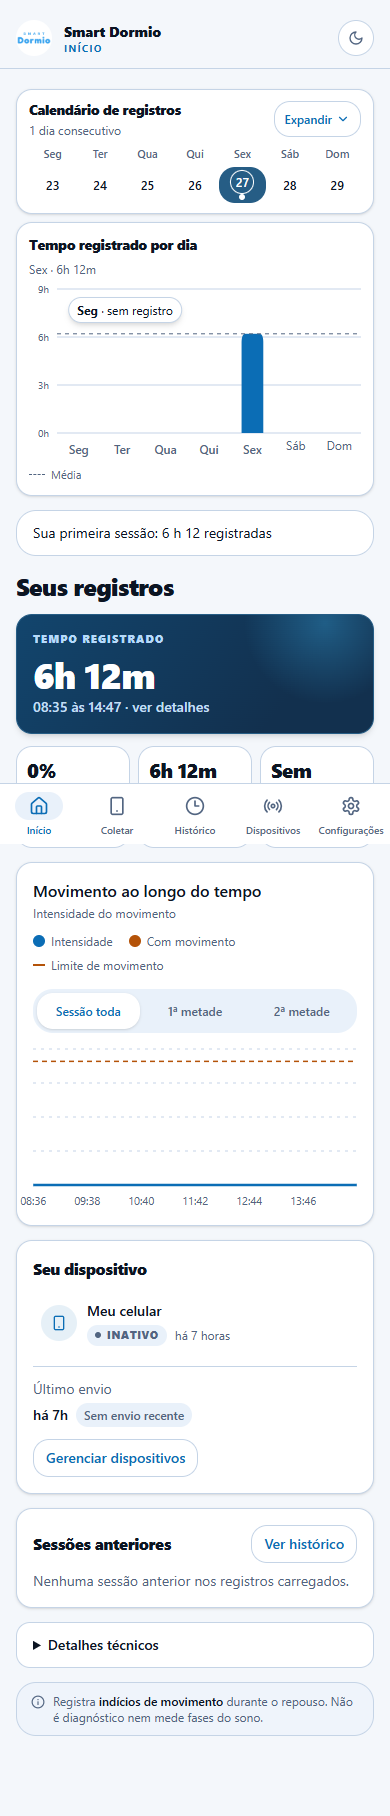 SMART
Dormio
Smart Dormio
INÍCIO
Calendário de registros
1 dia consecutivo
Expandir
Seg Ter Qua Qui Sex Sáb Dom
23 24 25 26 27 28 29
Tempo registrado por dia
Sex · 6h 12m
9h
Seg · sem registro
6h
3h
0h
Seg Ter Qua Qui Sex Sáb Dom
---- Média
Sua primeira sessão: 6 h 12 registradas
Seus registros
TEMPO REGISTRADO
6h 12m
08:35 às 14:47 · ver detalhes
0% 6h 12m Sem
Início Coletar Histórico Dispositivos Configurações
Movimento ao longo do tempo
Intensidade do movimento
Intensidade Com movimento
Limite de movimento
Sessão toda 1ª metade 2ª metade
08:36 09:38 10:40 11:42 12:44 13:46
Seu dispositivo
Meu celular
INATIVO há 7 horas
Último envio
há 7h Sem envio recente
Gerenciar dispositivos
Sessões anteriores Ver histórico
Nenhuma sessão anterior nos registros carregados.
Detalhes técnicos
Registra indícios de movimento durante o repouso. Não
é diagnóstico nem mede fases do sono.